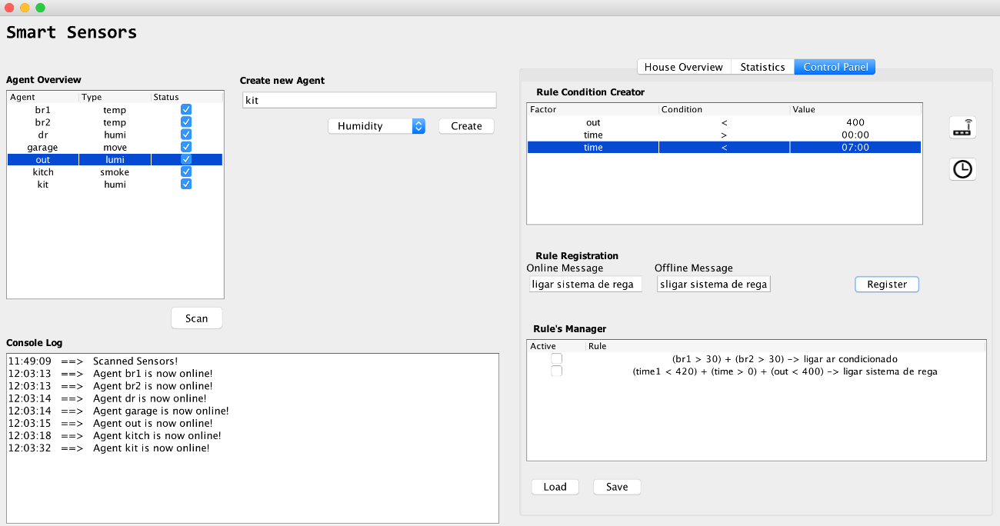 Smart Sensors
Agent Overview
Agent Type Status
br1 temp
br2 temp
dr humi
garage move
out lumi
kitch smoke
kit humi
Scan
Create new Agent
kit
Humidity Create
Console Log
11:49:09 ==> Scanned Sensors!
12:03:13 ==> Agent br1 is now online!
12:03:13 ==> Agent br2 is now online!
12:03:14 ==> Agent dr is now online!
12:03:14 ==> Agent garage is now online!
12:03:15 ==> Agent out is now online!
12:03:18 ==> Agent kitch is now online!
12:03:32 ==> Agent kit is now online!
House Overview Statistics Control Panel
Rule Condition Creator
Factor Condition Value
out < 400
time > 00:00
time < 07:00
Rule Registration
Online Message Offline Message
ligar sistema de rega sligar sistema de rega Register
Rule's Manager
Active Rule
(br1 > 30) + (br2 > 30) -> ligar ar condicionado
(time1 < 420) + (time > 0) + (out < 400) -> ligar sistema de rega
Load Save